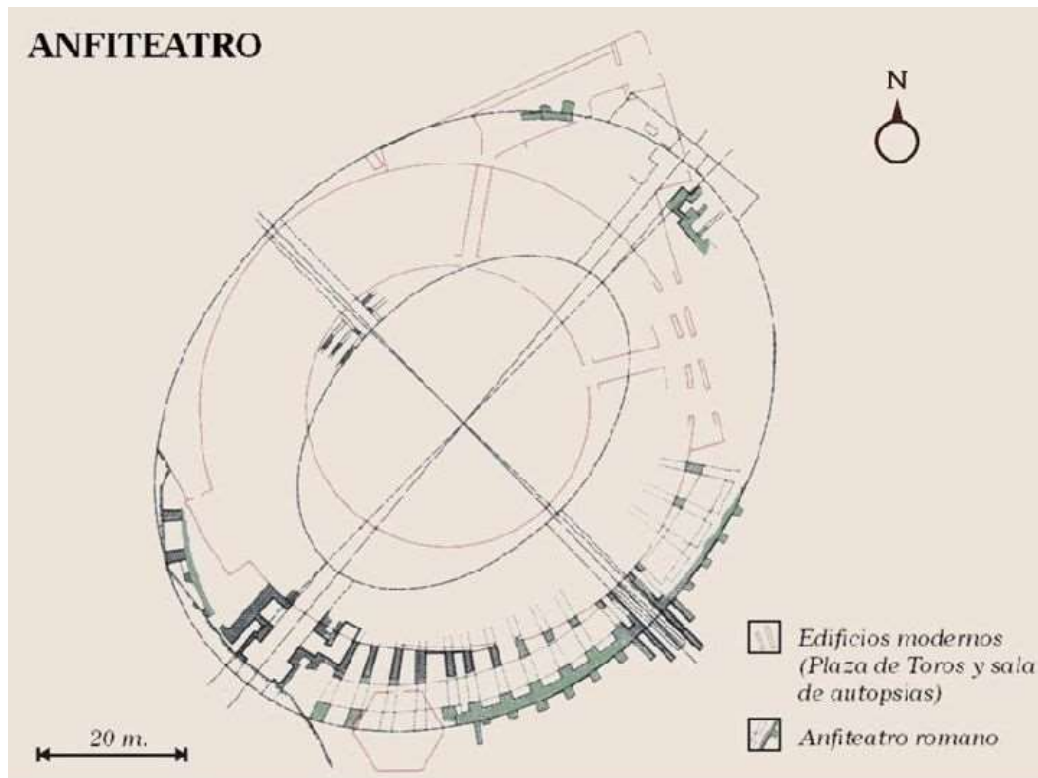 ANFITEATRO
N
Edificios modernos
(Plaza de Toros y sala
de autopsias)
Anfiteatro romano
20 m.